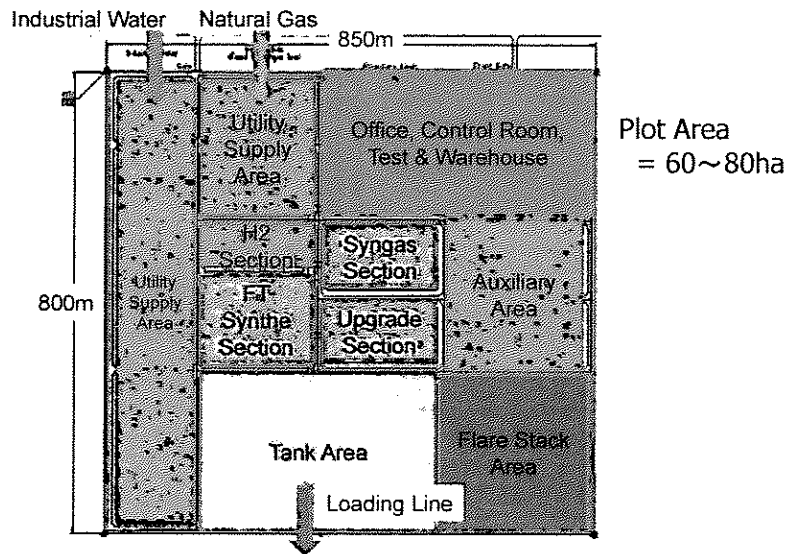 Industrial Water
Natural Gas
850m
Utility
Supply
Area
Office, Control Room,
Test & Warehouse
Plot Area
= 60~80ha
H2
Section
Syngas
Section
800m
Utility
Supply
Area
FT
Synthe
Section
Upgrade
Section
Auxiliary
Area
Tank Area
Flare Stack
Area
Loading Line